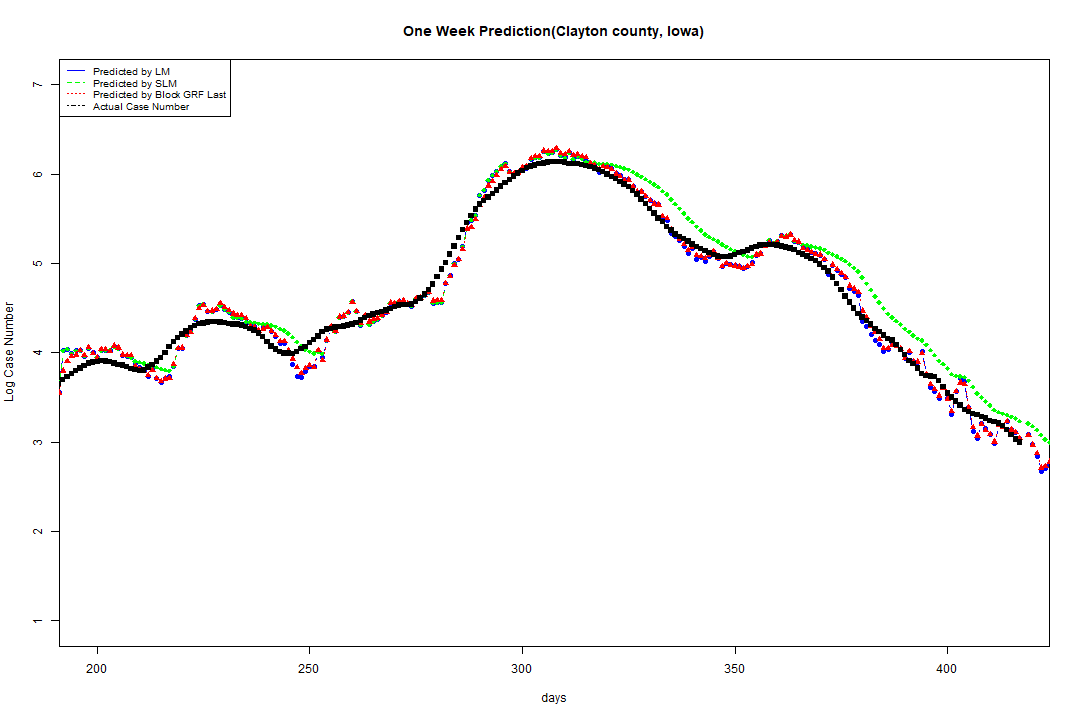 One Week Prediction(Clayton county, Iowa)
Predicted by LM
Predicted by SLM
Predicted by Block GRF Last
Actual Case Number
7
6
5
4
3
2
1
Log Case Number
200 250 300 350 400
days